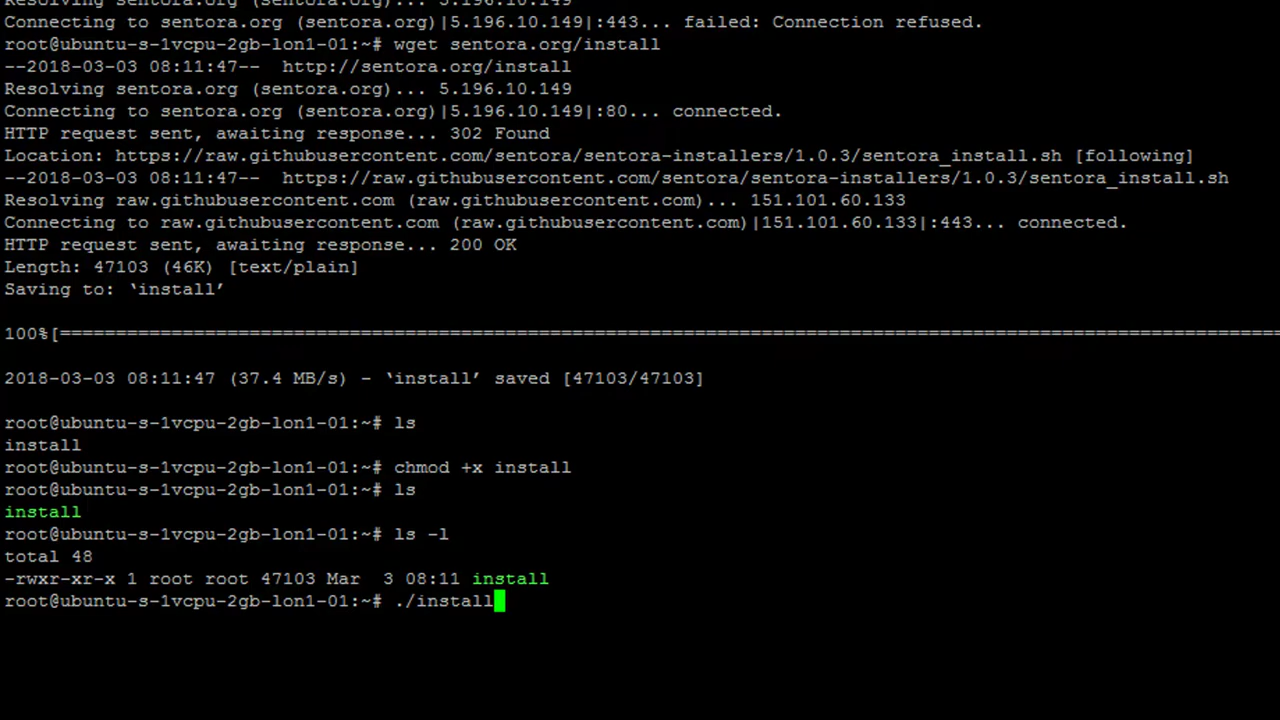 Resolving sentora.org (sentora.org)... 5.196.10.149
Connecting to sentora.org (sentora.org)|5.196.10.149|:443... failed: Connection refused.
root@ubuntu-s-1vcpu-2gb-lon1-01:~# wget sentora.org/install
--2018-03-03 08:11:47--  http://sentora.org/install
Resolving sentora.org (sentora.org)... 5.196.10.149
Connecting to sentora.org (sentora.org)|5.196.10.149|:80... connected.
HTTP request sent, awaiting response... 302 Found
Location: https://raw.githubusercontent.com/sentora/sentora-installers/1.0.3/sentora_install.sh [following]
--2018-03-03 08:11:47--  https://raw.githubusercontent.com/sentora/sentora-installers/1.0.3/sentora_install.sh
Resolving raw.githubusercontent.com (raw.githubusercontent.com)... 151.101.60.133
Connecting to raw.githubusercontent.com (raw.githubusercontent.com)|151.101.60.133|:443... connected.
HTTP request sent, awaiting response... 200 OK
Length: 47103 (46K) [text/plain]
Saving to: ‘install’
100%[==============================================================================================================
2018-03-03 08:11:47 (37.4 MB/s) - ‘install’ saved [47103/47103]
root@ubuntu-s-1vcpu-2gb-lon1-01:~# ls
install
root@ubuntu-s-1vcpu-2gb-lon1-01:~# chmod +x install
root@ubuntu-s-1vcpu-2gb-lon1-01:~# ls
install
root@ubuntu-s-1vcpu-2gb-lon1-01:~# ls -l
total 48
-rwxr-xr-x 1 root root 47103 Mar  3 08:11 install
root@ubuntu-s-1vcpu-2gb-lon1-01:~# ./install